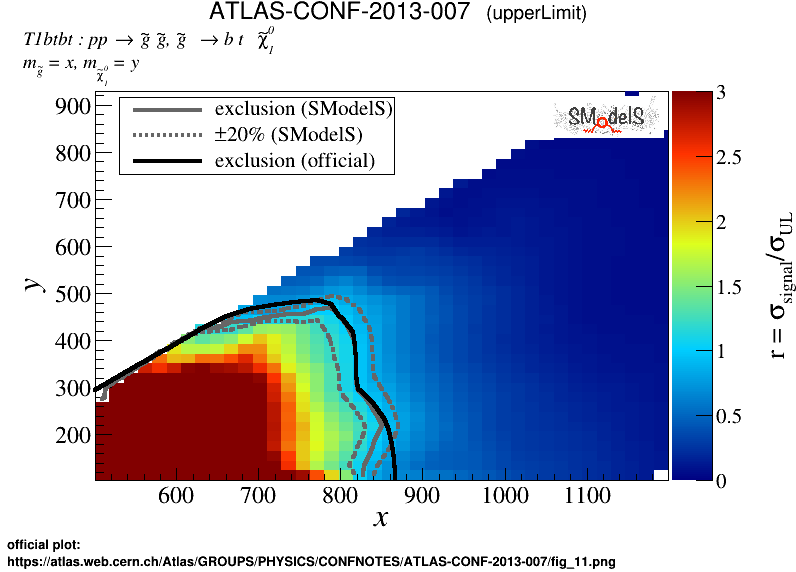 ATLAS-CONF-2013-007 (upperLimit)
T1btbt : pp → g̃ g̃, g̃ → b t χ̃⁰₁
m_g̃ = x, m_χ̃⁰₁ = y
exclusion (SModelS)
±20% (SModelS)
exclusion (official)
SModelS
900
800
700
600
500
400
300
200
y
600 700 800 900 1000 1100
x
3
2.5
2
1.5
1
0.5
0
r = σ_signal/σ_UL
official plot:
https://atlas.web.cern.ch/Atlas/GROUPS/PHYSICS/CONFNOTES/ATLAS-CONF-2013-007/fig_11.png